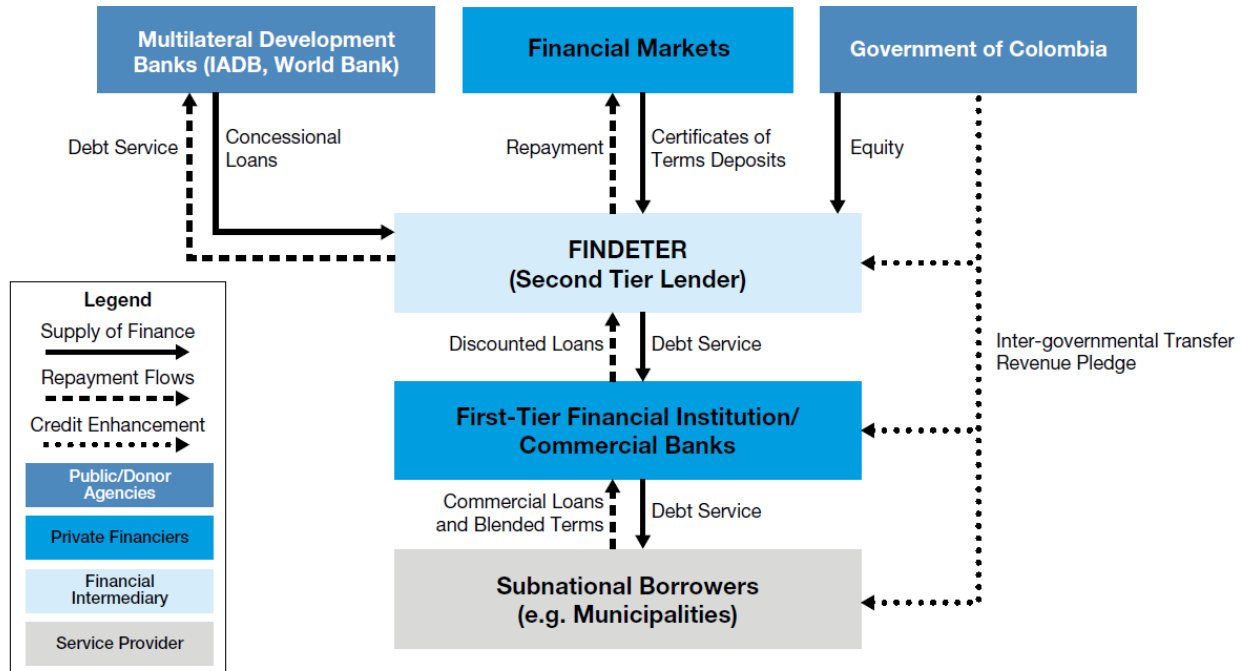 Multilateral Development
Banks (IADB, World Bank)
Financial Markets
Government of Colombia
Debt Service
Concessional
Loans
Repayment
Certificates of
Terms Deposits
Equity
FINDETER
(Second Tier Lender)
Legend
Supply of Finance
Repayment Flows
Credit Enhancement
Public/Donor
Agencies
Private Financiers
Financial
Intermediary
Service Provider
Discounted Loans
Debt Service
Inter-governmental Transfer
Revenue Pledge
First-Tier Financial Institution/
Commercial Banks
Commercial Loans
and Blended Terms
Debt Service
Subnational Borrowers
(e.g. Municipalities)